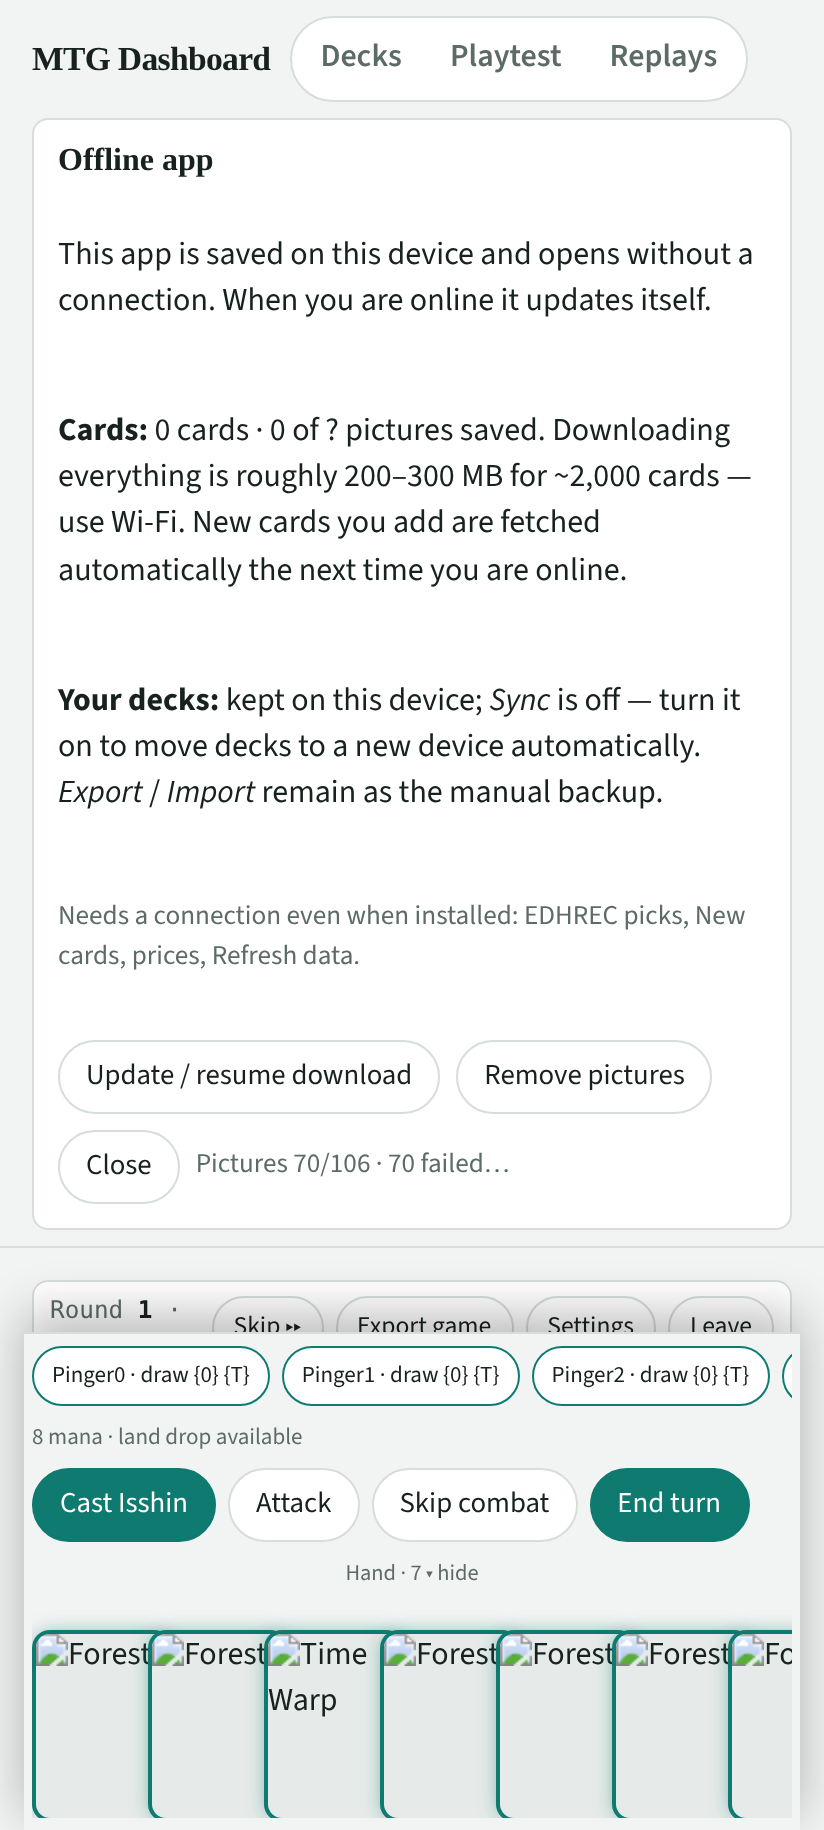 MTG Dashboard
Decks
Playtest
Replays
Offline app
This app is saved on this device and opens without a
connection. When you are online it updates itself.
Cards: 0 cards · 0 of ? pictures saved. Downloading
everything is roughly 200–300 MB for ~2,000 cards —
use Wi-Fi. New cards you add are fetched
automatically the next time you are online.
Your decks: kept on this device; Sync is off — turn it
on to move decks to a new device automatically.
Export / Import remain as the manual backup.
Needs a connection even when installed: EDHREC picks, New
cards, prices, Refresh data.
Update / resume download
Remove pictures
Close
Pictures 70/106 · 70 failed…
Round 1 ·
Skip ▸▸
Export game
Settings
Leave
Pinger0 · draw {0} {T}
Pinger1 · draw {0} {T}
Pinger2 · draw {0} {T}
8 mana · land drop available
Cast Isshin
Attack
Skip combat
End turn
Hand · 7 ▾ hide
Forest
Forest
Time
Warp
Forest
Forest
Forest
Fo